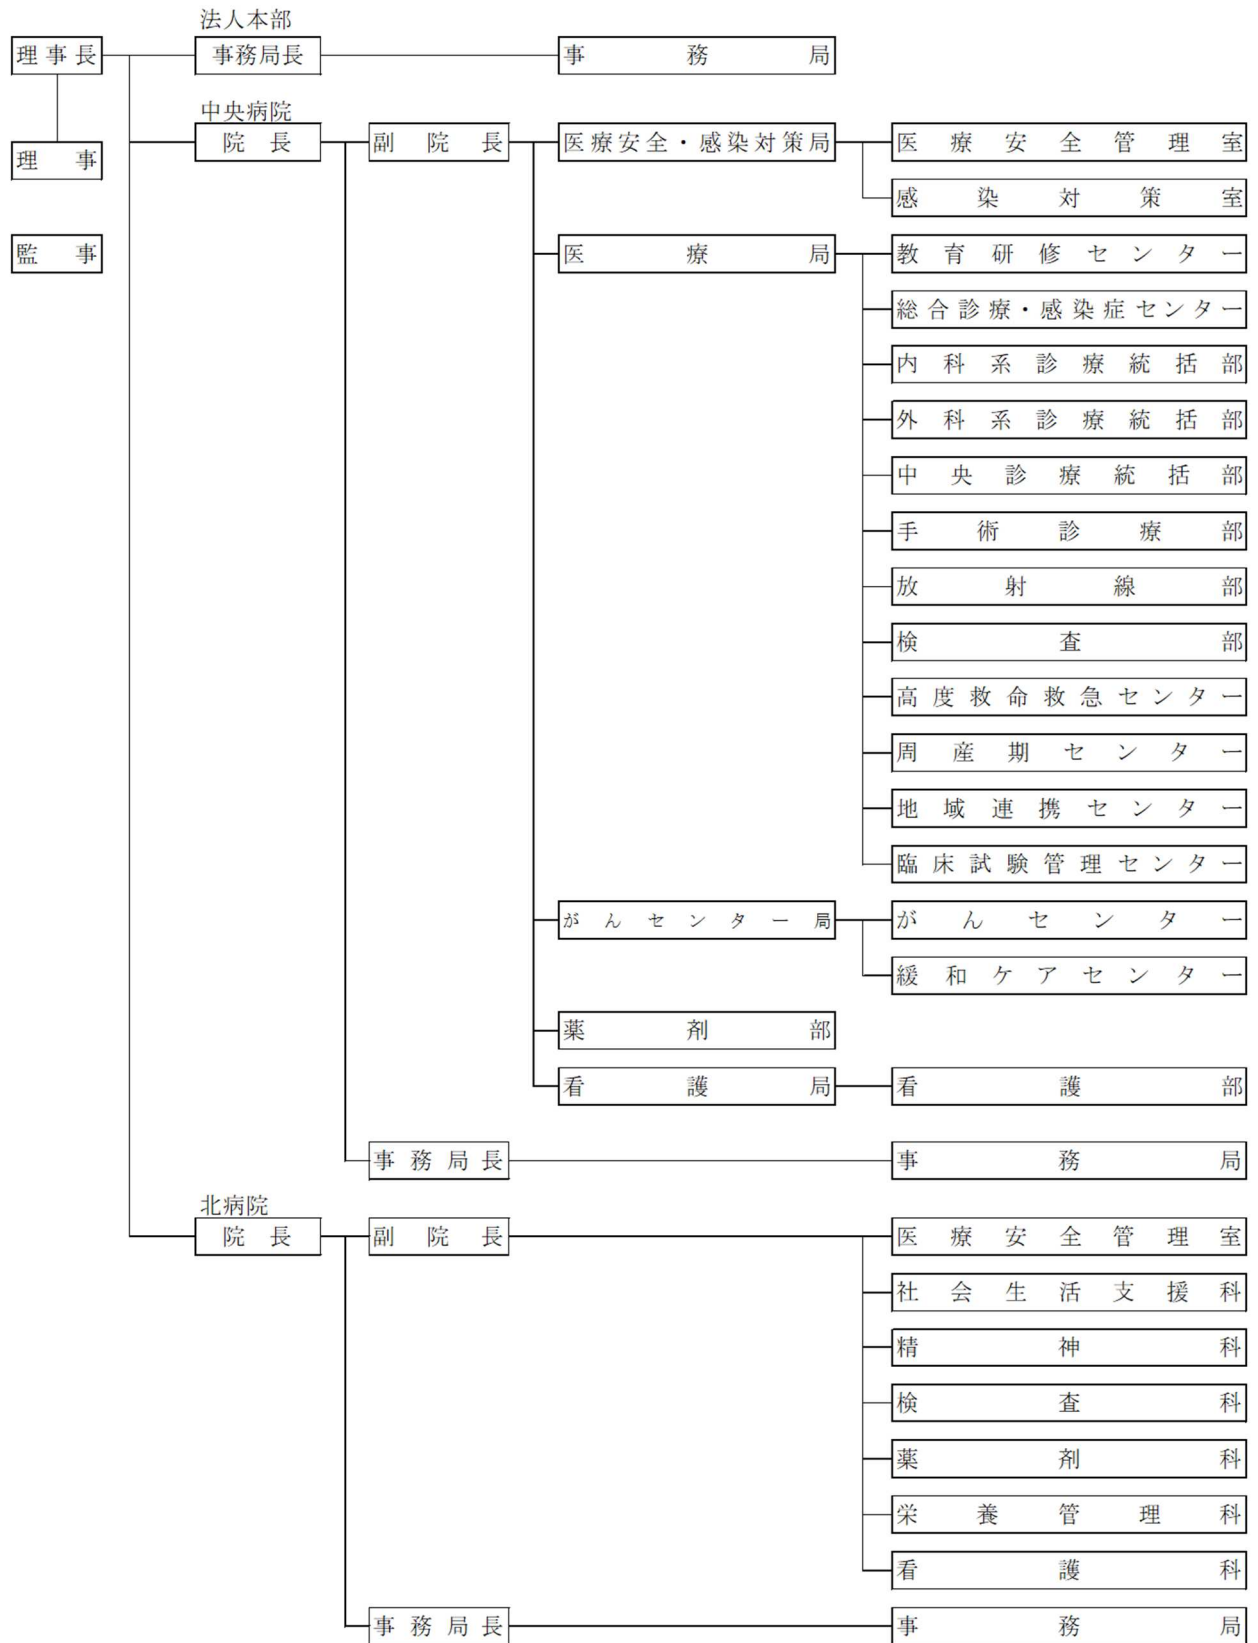 法人本部
理事長 事務局長 事務局
中央病院
院長 副院長 医療安全・感染対策局 医療安全管理室
理事
感染対策室
監事 医療局 教育研修センター
総合診療・感染症センター
内科系診療統括部
外科系診療統括部
中央診療統括部
手術診療部
放射線部
検査部
高度救命救急センター
周産期センター
地域連携センター
臨床試験管理センター
がんセンター局 がんセンター
緩和ケアセンター
薬剤部
看護局 看護部
事務局長 事務局
北病院
院長 副院長 医療安全管理室
社会生活支援科
精神科
検査科
薬剤科
栄養管理科
看護科
事務局長 事務局